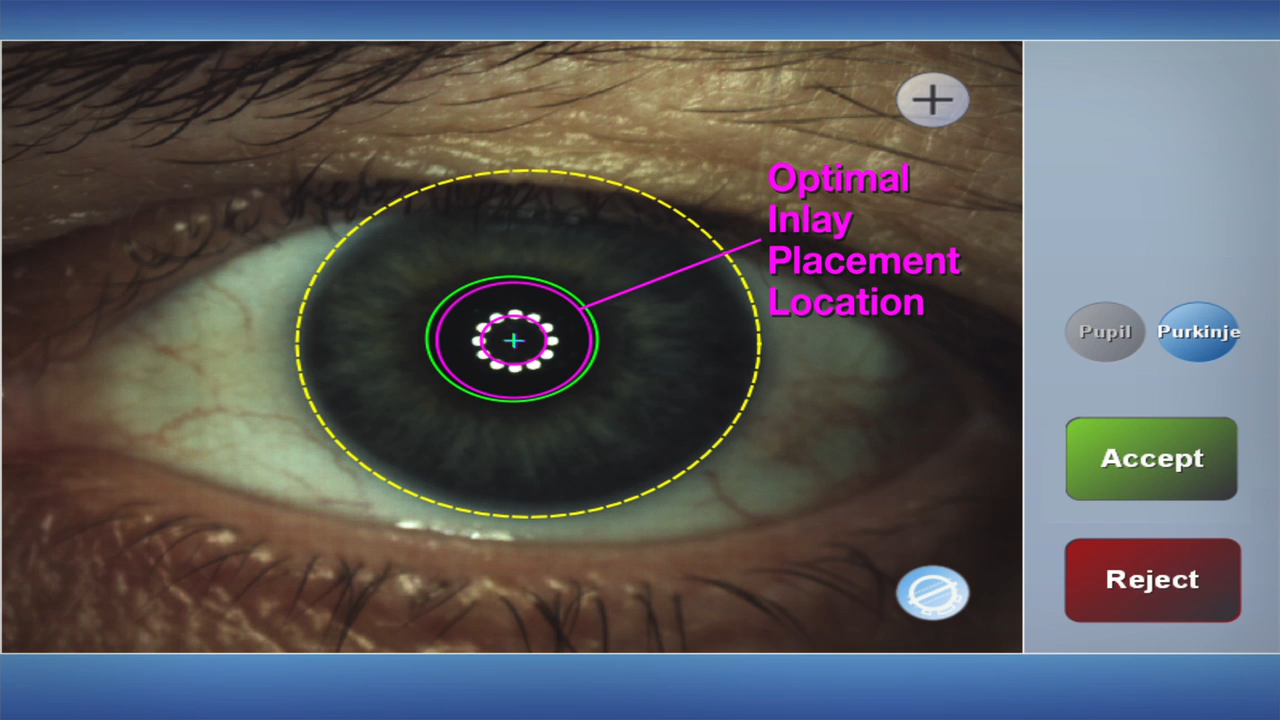 Optimal
Inlay
Placement
Location
Pupil
Purkinje
Accept
Reject